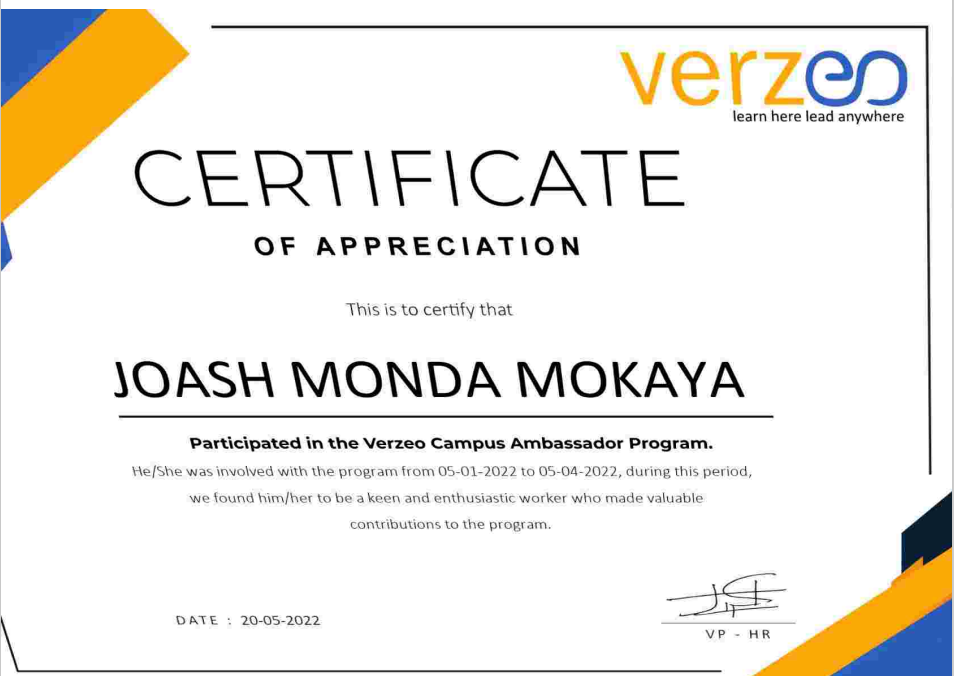 verzeo
learn here lead anywhere
CERTIFICATE
OF APPRECIATION
This is to certify that
JOASH MONDA MOKAYA
Participated in the Verzeo Campus Ambassador Program.
He/She was involved with the program from 05-01-2022 to 05-04-2022, during this period,
we found him/her to be a keen and enthusiastic worker who made valuable
contributions to the program.
DATE : 20-05-2022
VP - HR